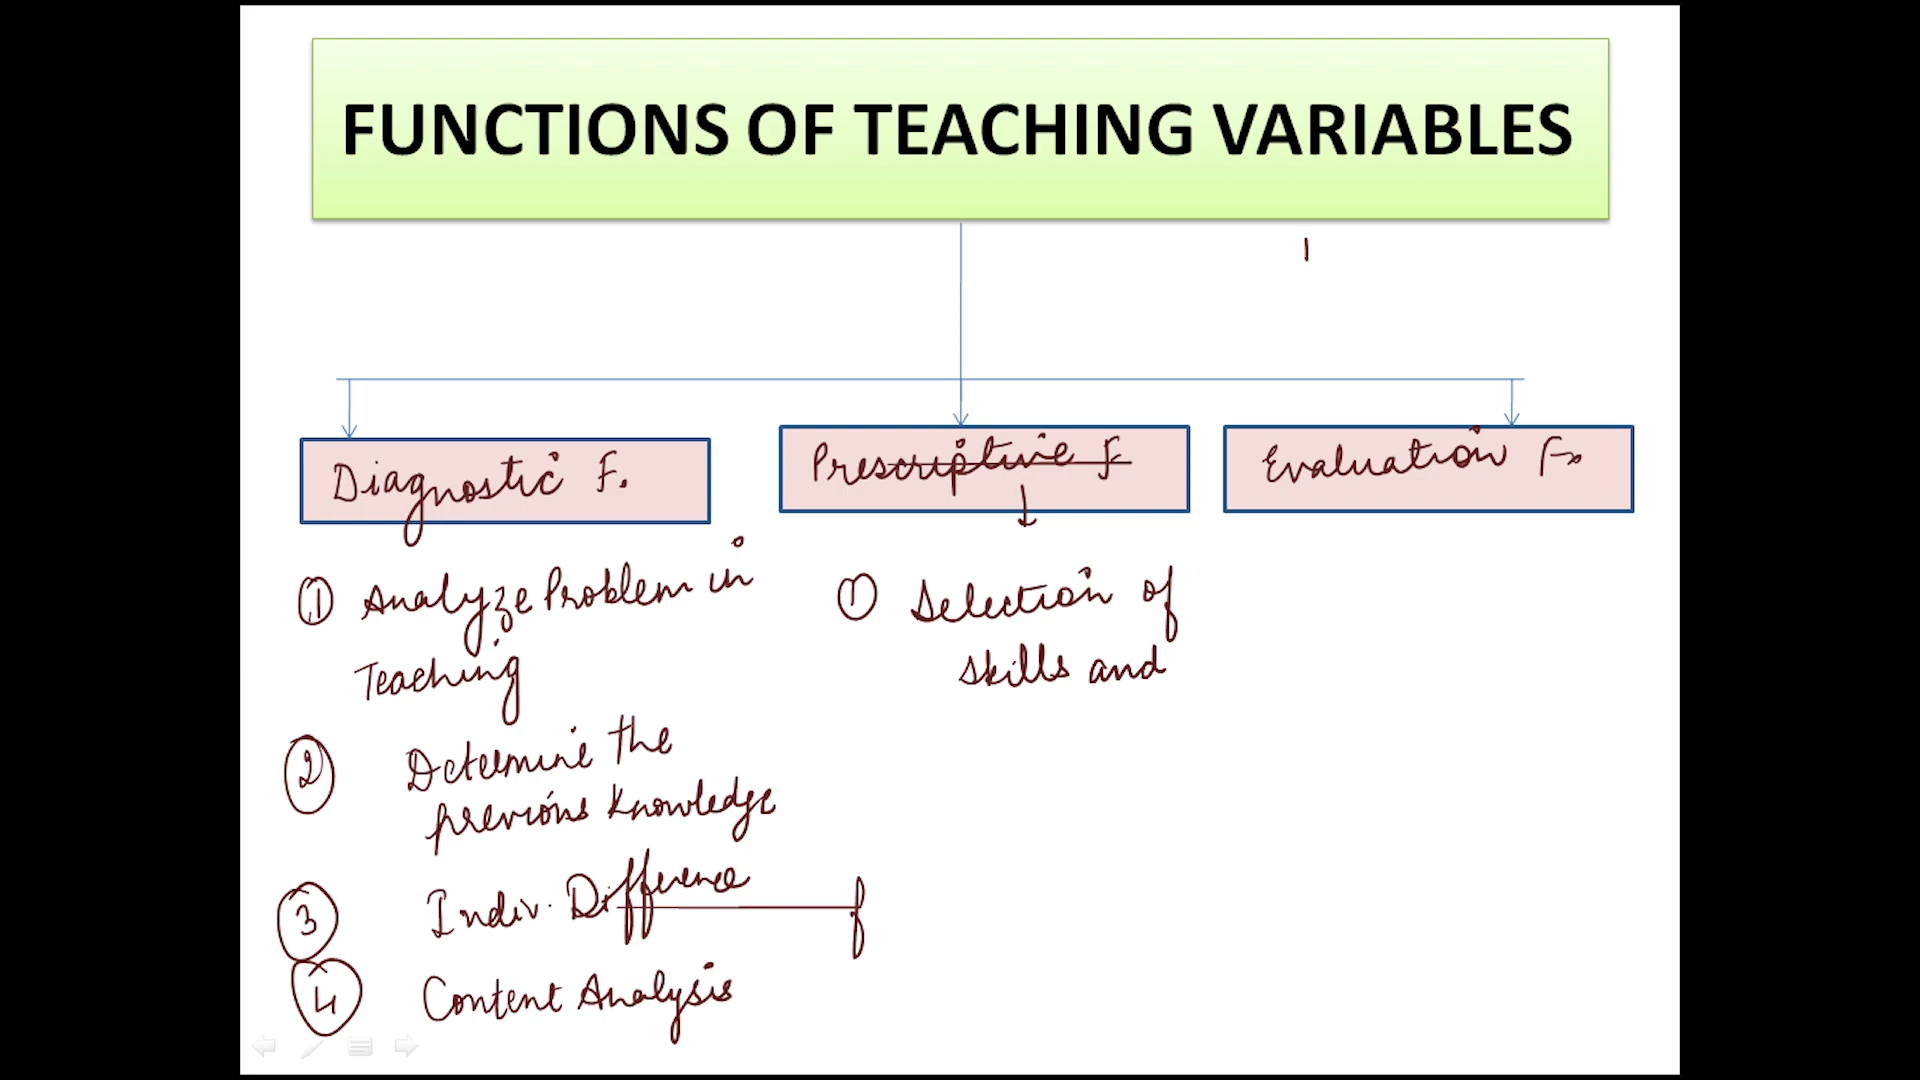 FUNCTIONS OF TEACHING VARIABLES
Diagnostic F.
Prescriptive F
Evaluation F
① Analyze Problem in
Teaching
② Determine the
previous knowledge
③ Indiv. Difference f
④ Content Analysis
① Selection of
skills and